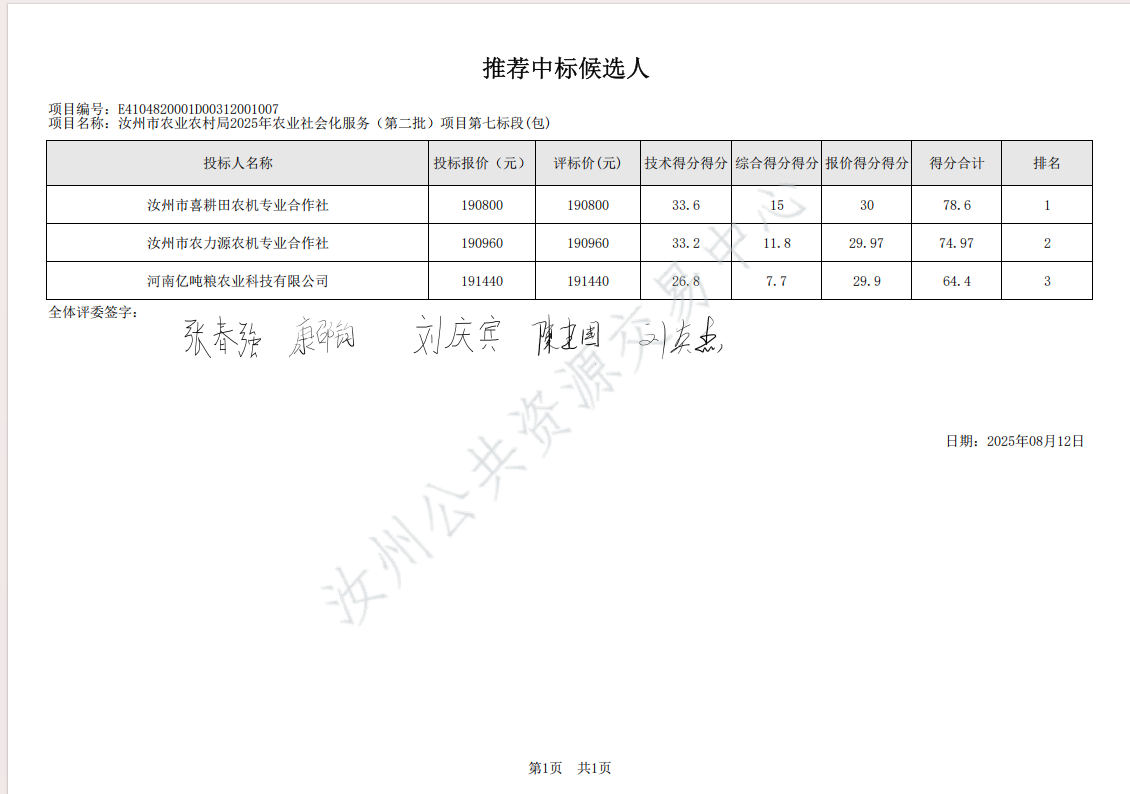 推荐中标候选人
项目编号：E4104820001D00312001007
项目名称：汝州市农业农村局2025年农业社会化服务（第二批）项目第七标段(包)
投标人名称 投标报价（元） 评标价(元) 技术得分得分 综合得分得分 报价得分得分 得分合计 排名
汝州市喜耕田农机专业合作社 190800 190800 33.6 15 30 78.6 1
汝州市农力源农机专业合作社 190960 190960 33.2 11.8 29.97 74.97 2
河南亿吨粮农业科技有限公司 191440 191440 26.8 7.7 29.9 64.4 3
全体评委签字：
张春强 刘庆宾 陈建国 刘英杰
日期：2025年08月12日
汝州公共资源交易中心
第1页 共1页